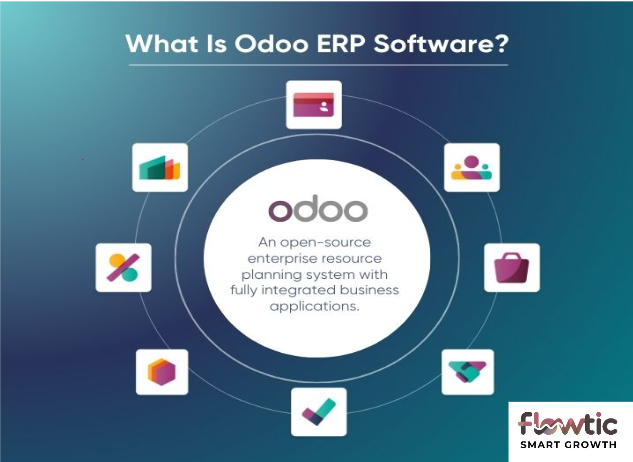 What Is Odoo ERP Software?
odoo
An open-source
enterprise resource
planning system with
fully integrated business
applications.
flowtic
SMART GROWTH